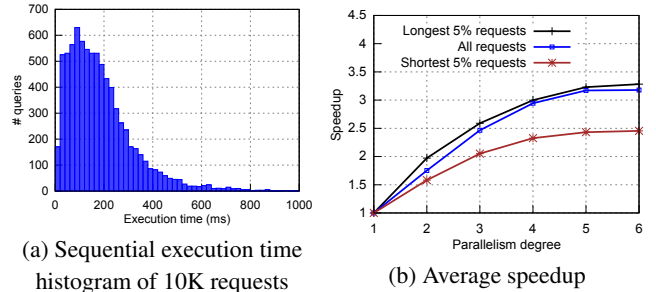 700
600
500
400
300
200
100
0
# queries
0 200 400 600 800 1000
Execution time (ms)
(a) Sequential execution time
histogram of 10K requests
Longest 5% requests
All requests
Shortest 5% requests
4
3.5
3
2.5
2
1.5
1
Speedup
1 2 3 4 5 6
Parallelism degree
(b) Average speedup